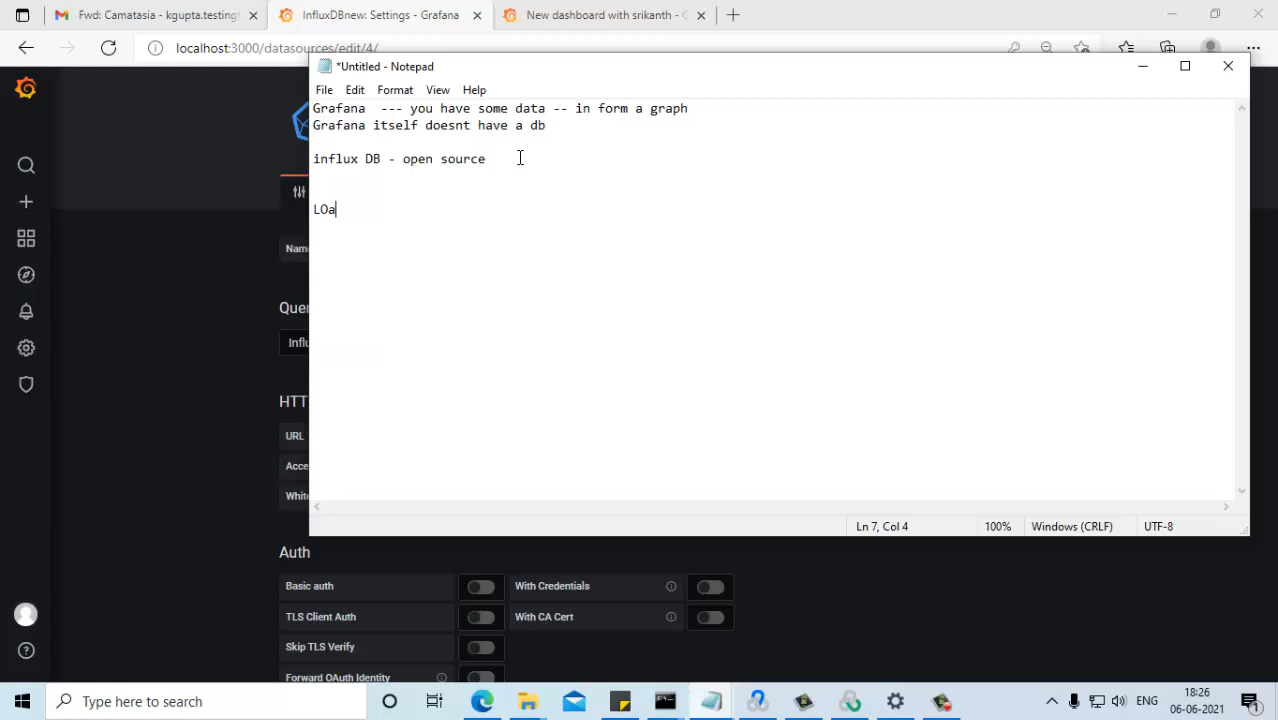 Fwd: Camatasia - kgupta.testing
InfluxDBnew: Settings - Grafana
New dashboard with srikanth - G
localhost:3000/datasources/edit/4/
*Untitled - Notepad
File Edit Format View Help
Grafana --- you have some data -- in form a graph
Grafana itself doesnt have a db
influx DB - open source
LOa
Name
Quer
Influ
HTT
URL
Acce
White
Ln 7, Col 4
100%
Windows (CRLF)
UTF-8
Auth
Basic auth
With Credentials
TLS Client Auth
With CA Cert
Skip TLS Verify
Forward OAuth Identity
Type here to search
ENG
18:26
06-06-2021
1